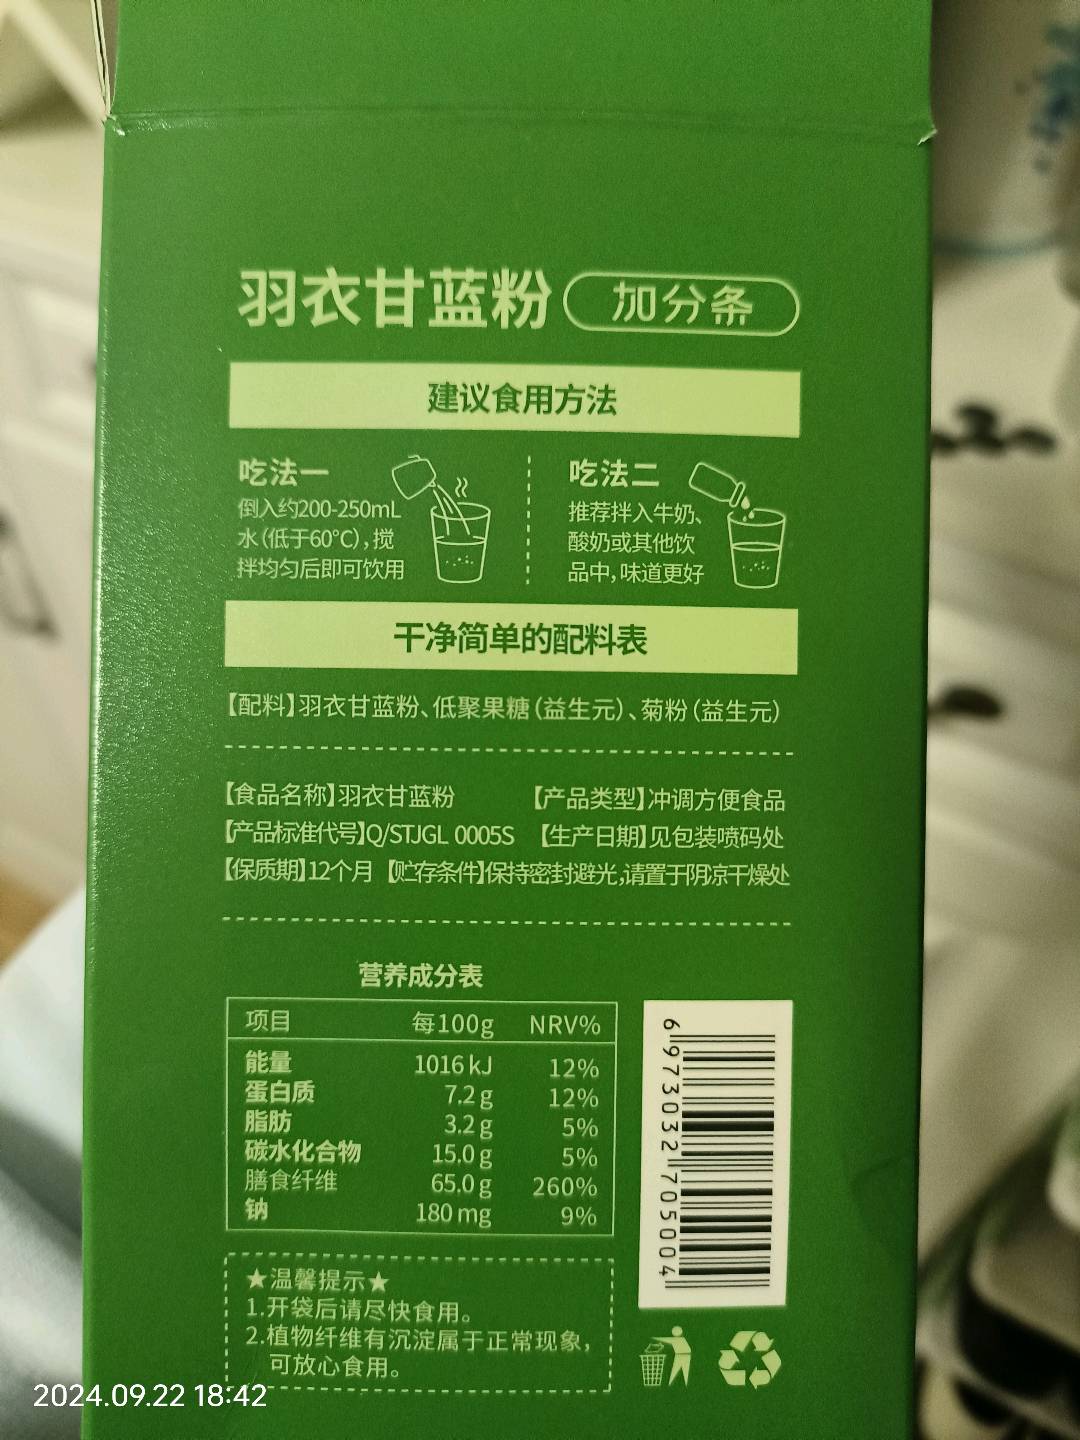 羽衣甘蓝粉 加分条
建议食用方法
吃法一
倒入约200-250mL
水(低于60℃),搅
拌均匀后即可饮用
吃法二
推荐拌入牛奶、
酸奶或其他饮
品中,味道更好
干净简单的配料表
【配料】羽衣甘蓝粉、低聚果糖(益生元)、菊粉(益生元)
【食品名称】羽衣甘蓝粉 【产品类型】冲调方便食品
【产品标准代号】Q/STJGL 0005S 【生产日期】见包装喷码处
【保质期】12个月 【贮存条件】保持密封避光,请置于阴凉干燥处
营养成分表
项目 每100g NRV%
能量 1016kJ 12%
蛋白质 7.2g 12%
脂肪 3.2g 5%
碳水化合物 15.0g 5%
膳食纤维 65.0g 260%
钠 180mg 9%
6 973032 705004
★温馨提示★
1.开袋后请尽快食用。
2.植物纤维有沉淀属于正常现象,
可放心食用。
2024.09.22 18:42